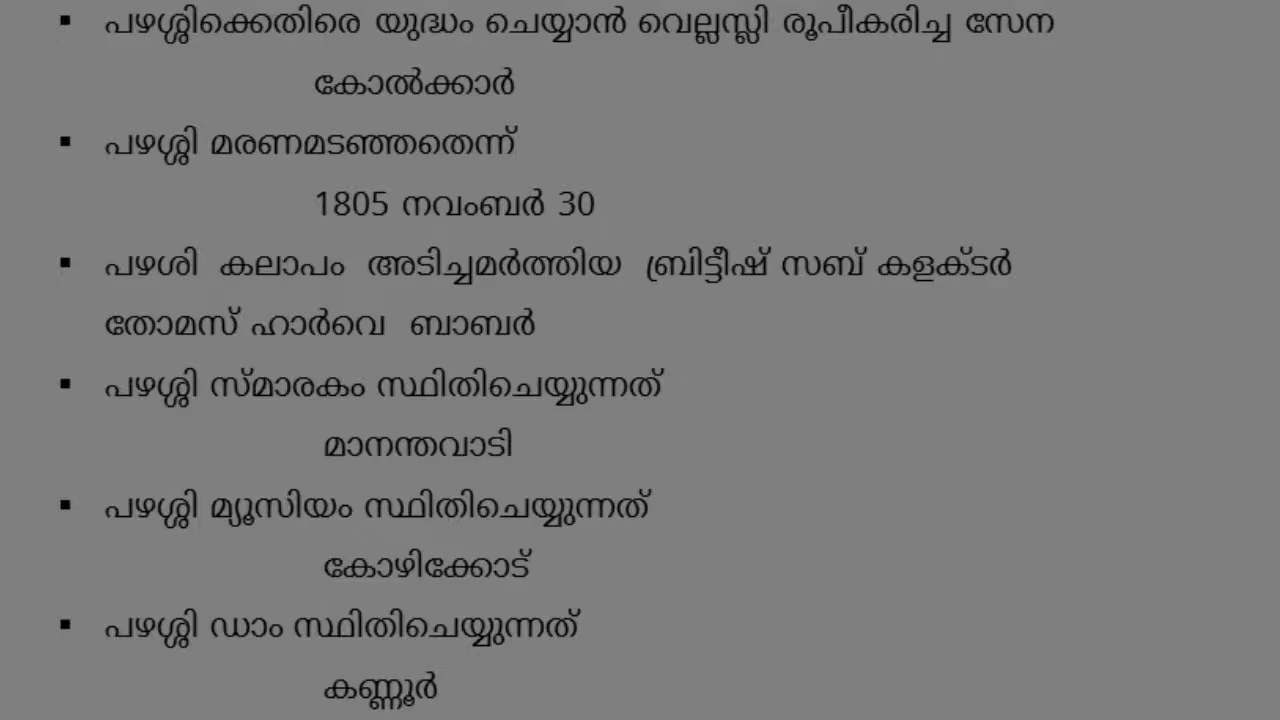 ▪ പഴശ്ശിക്കെതിരെ യുദ്ധം ചെയ്യാൻ വെല്ലസ്ലി രൂപീകരിച്ച സേന
കോൽക്കാർ
▪ പഴശ്ശി മരണമടഞ്ഞതെന്ന്
1805 നവംബർ 30
▪ പഴശി കലാപം അടിച്ചമർത്തിയ ബ്രിട്ടീഷ് സബ് കളക്ടർ
തോമസ് ഹാർവെ ബാബർ
▪ പഴശ്ശി സ്മാരകം സ്ഥിതിചെയ്യുന്നത്
മാനന്തവാടി
▪ പഴശ്ശി മ്യൂസിയം സ്ഥിതിചെയ്യുന്നത്
കോഴിക്കോട്
▪ പഴശ്ശി ഡാം സ്ഥിതിചെയ്യുന്നത്
കണ്ണൂർ